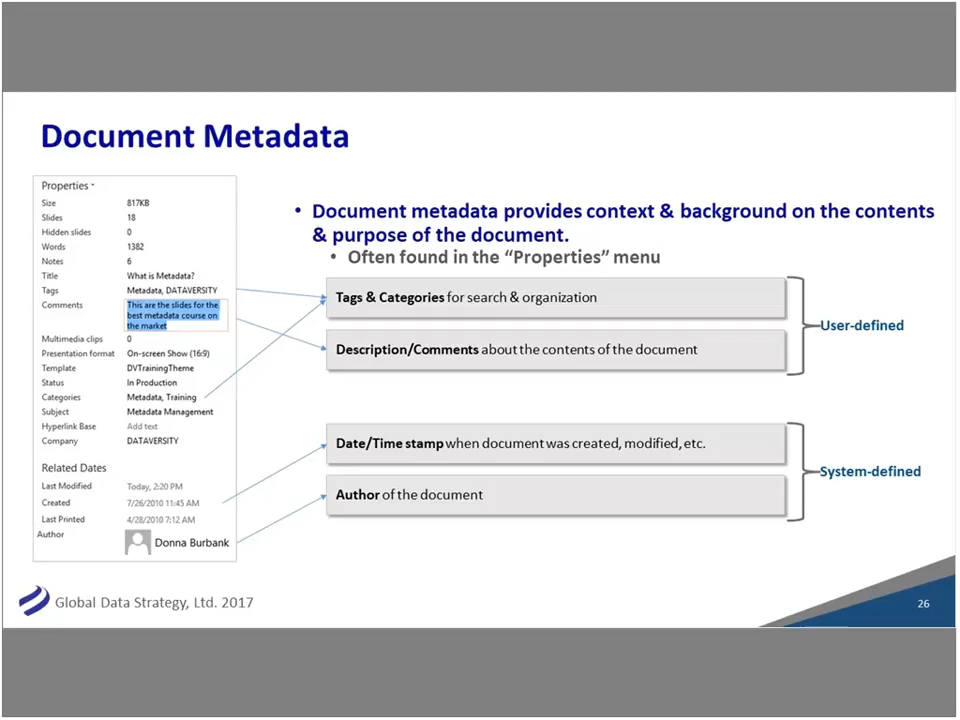 Document Metadata
Properties
Size 817KB
Slides 18
Hidden slides 0
Words 1382
Notes 6
Title What is Metadata?
Tags Metadata, DATAVERSITY
Comments This are the slides for the
best metadata course on
the market
Multimedia clips 0
Presentation format On-screen Show (16:9)
Template DVTrainingTheme
Status In Production
Categories Metadata, Training
Subject Metadata Management
Hyperlink Base Add text
Company DATAVERSITY
Related Dates
Last Modified Today, 2:20 PM
Created 7/26/2010 11:45 AM
Last Printed 4/28/2010 7:12 AM
Author
Donna Burbank
• Document metadata provides context & background on the contents
& purpose of the document.
• Often found in the “Properties” menu
Tags & Categories for search & organization
Description/Comments about the contents of the document
User-defined
Date/Time stamp when document was created, modified, etc.
Author of the document
System-defined
Global Data Strategy, Ltd. 2017
26